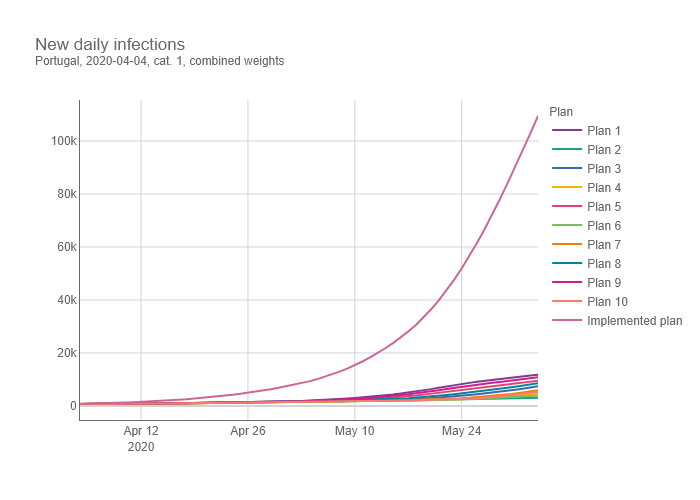 New daily infections
Portugal, 2020-04-04, cat. 1, combined weights
Plan
Plan 1
Plan 2
Plan 3
Plan 4
Plan 5
Plan 6
Plan 7
Plan 8
Plan 9
Plan 10
Implemented plan
100k
80k
60k
40k
20k
0
Apr 12
2020
Apr 26
May 10
May 24